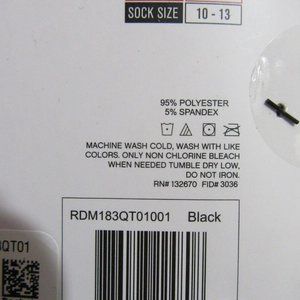 SOCK SIZE 10 - 13
95% POLYESTER
5% SPANDEX
MACHINE WASH COLD, WASH WITH LIKE
COLORS. ONLY NON CHLORINE BLEACH
WHEN NEEDED TUMBLE DRY LOW.
DO NOT IRON.
RN# 132670 FID# 3036
RDM183QT01001 Black
QT01